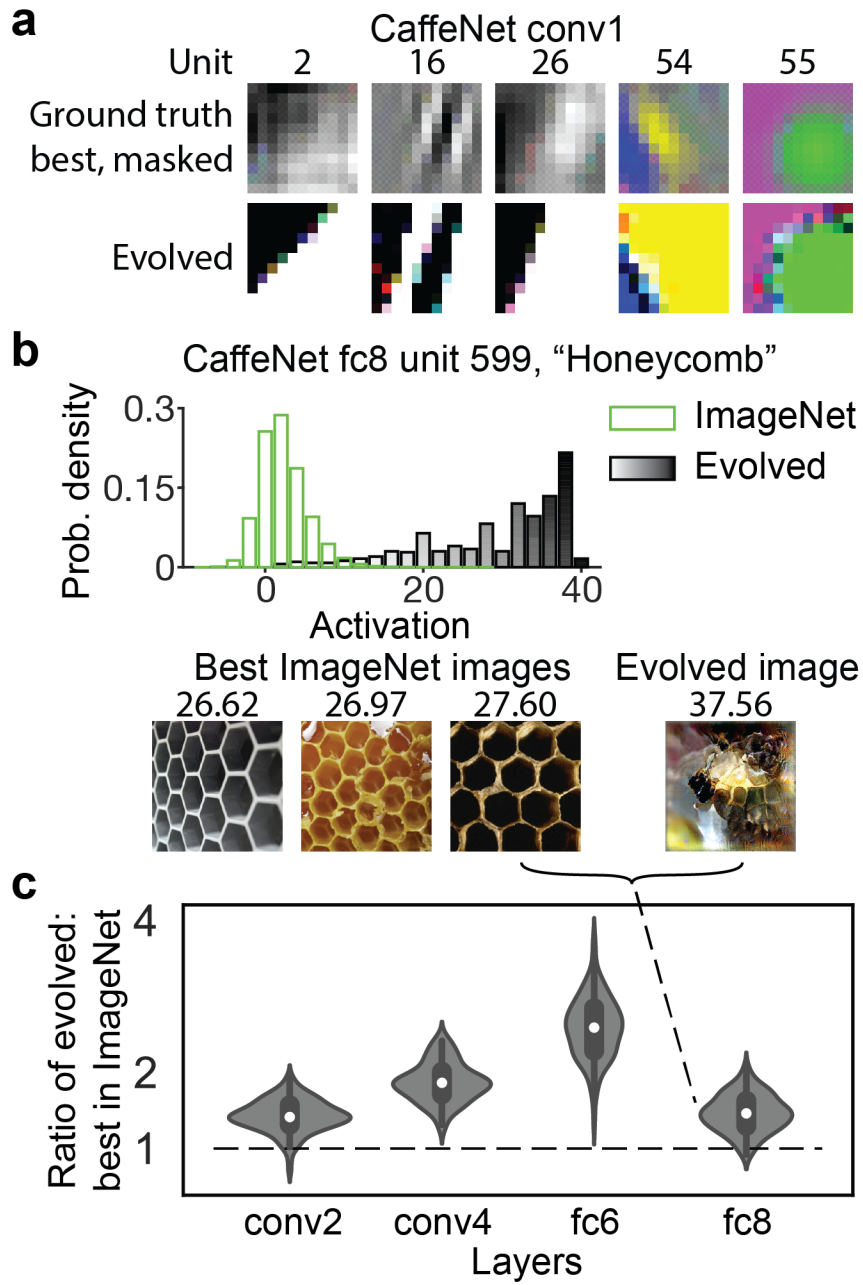 a
CaffeNet conv1
Unit 2 16 26 54 55
Ground truth
best, masked
Evolved
b
CaffeNet fc8 unit 599, “Honeycomb”
Prob. density
0.3
0.15
0
ImageNet
Evolved
0 20 40
Activation
Best ImageNet images Evolved image
26.62 26.97 27.60 37.56
c
Ratio of evolved:
best in ImageNet
4
2
1
conv2 conv4 fc6 fc8
Layers